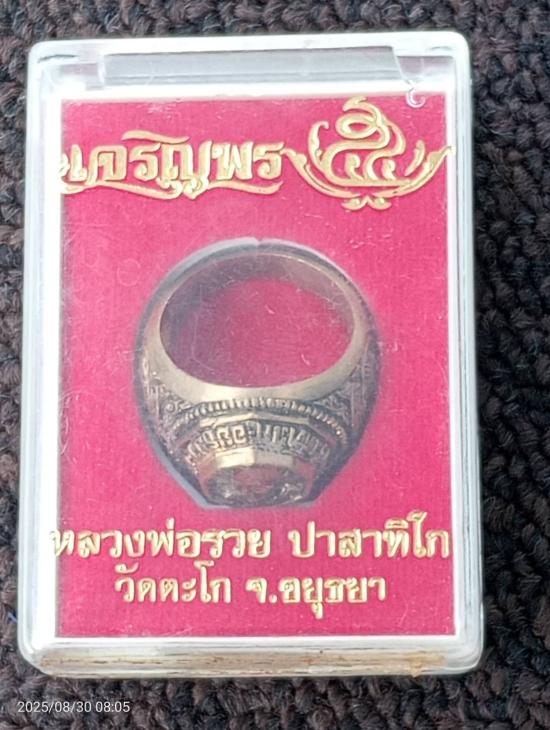 เจริญพร ๕๕
หลวงพ่อรวย ปาสาทิโก
วัดตะโก จ.อยุธยา
2025/08/30 08:05